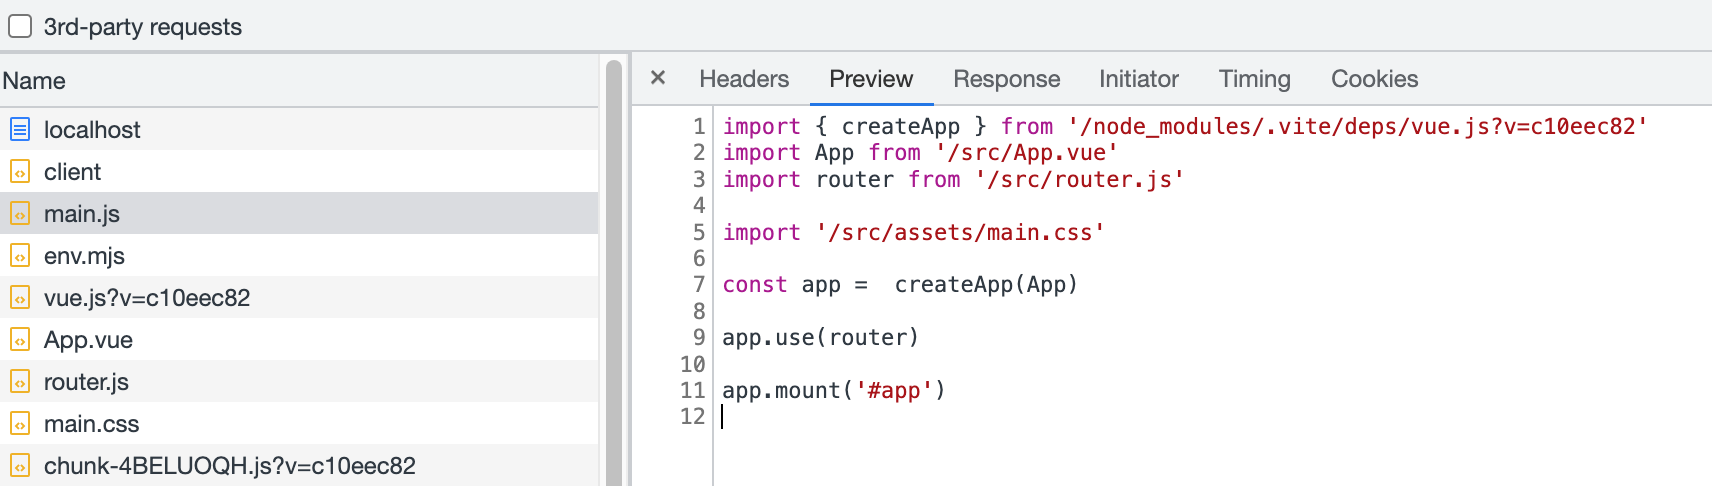 3rd-party requests
Name
localhost
client
main.js
env.mjs
vue.js?v=c10eec82
App.vue
router.js
main.css
chunk-4BELUOQH.js?v=c10eec82
× Headers Preview Response Initiator Timing Cookies
1 import { createApp } from '/node_modules/.vite/deps/vue.js?v=c10eec82'
2 import App from '/src/App.vue'
3 import router from '/src/router.js'
4
5 import '/src/assets/main.css'
6
7 const app =  createApp(App)
8
9 app.use(router)
10
11 app.mount('#app')
12